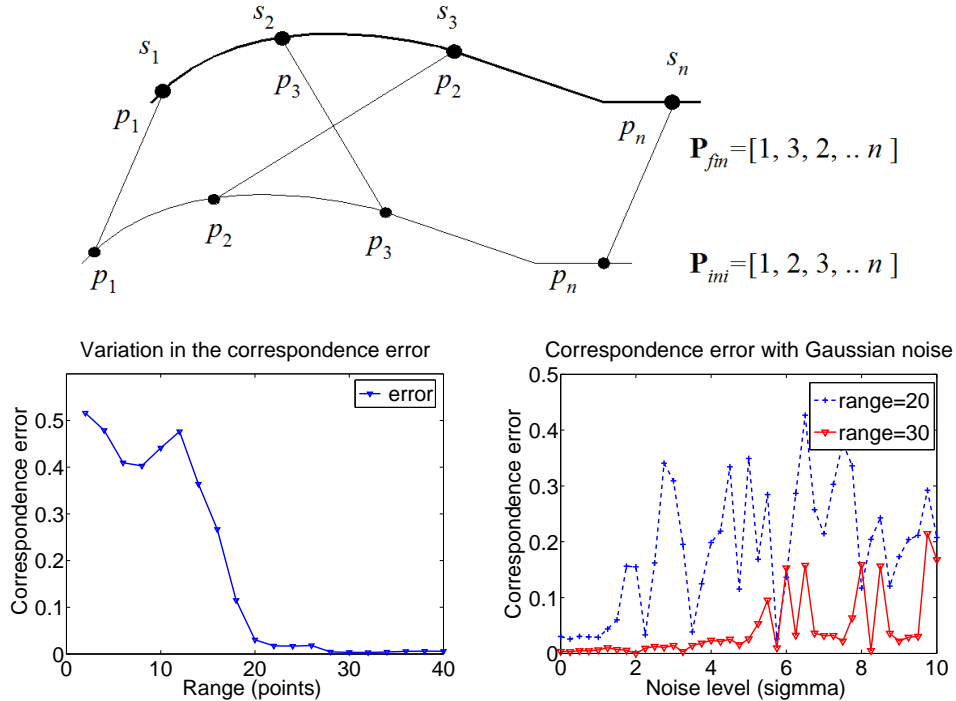 s1 s2 s3 sn
p1 p3 p2 pn
P_fin=[1, 3, 2, .. n ]
p1 p2 p3 pn
P_ini=[1, 2, 3, .. n ]
Variation in the correspondence error
error
Correspondence error
0.5
0.4
0.3
0.2
0.1
0
0 10 20 30 40
Range (points)
Correspondence error with Gaussian noise
range=20
range=30
Correspondence error
0.5
0.4
0.3
0.2
0.1
0
0 2 4 6 8 10
Noise level (sigmma)